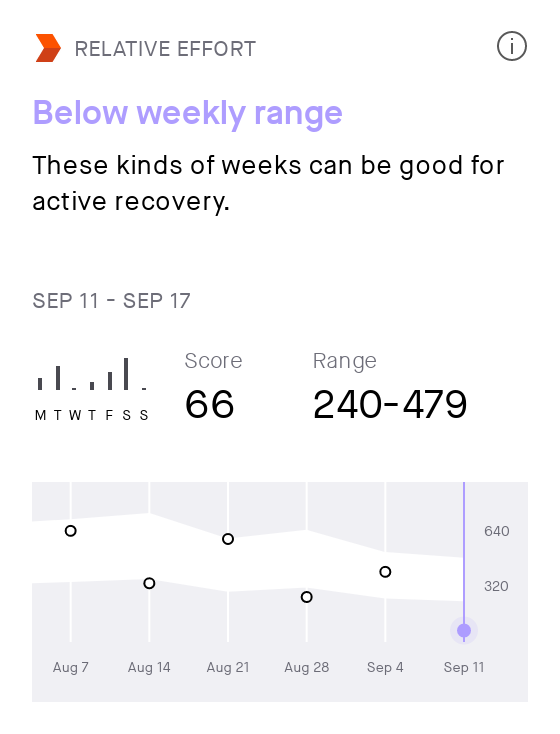 RELATIVE EFFORT
Below weekly range
These kinds of weeks can be good for
active recovery.
SEP 11 - SEP 17
Score Range
66 240-479
M T W T F S S
640
320
Aug 7 Aug 14 Aug 21 Aug 28 Sep 4 Sep 11